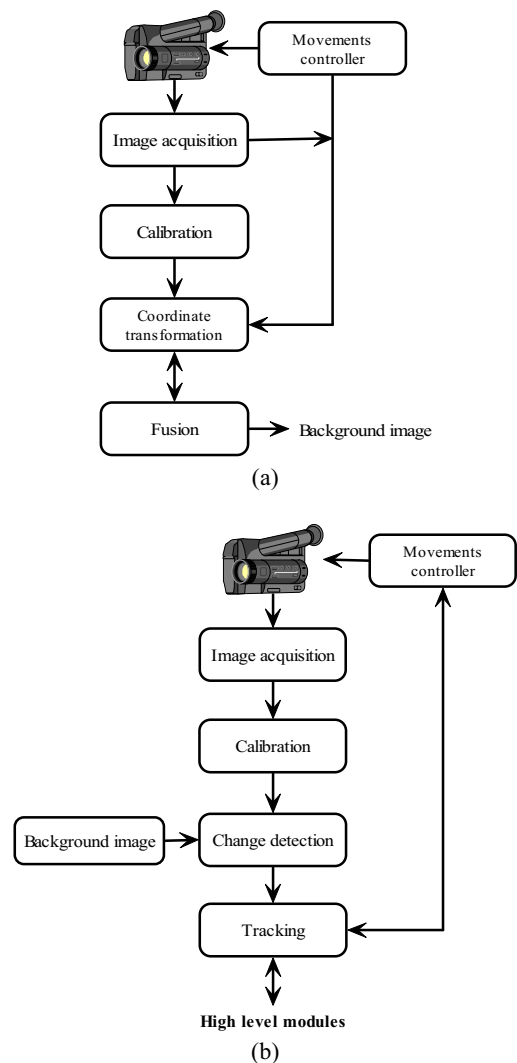 Movements
controller
Image acquisition
Calibration
Coordinate
transformation
Fusion
Background image
(a)
Movements
controller
Image acquisition
Calibration
Background image
Change detection
Tracking
High level modules
(b)